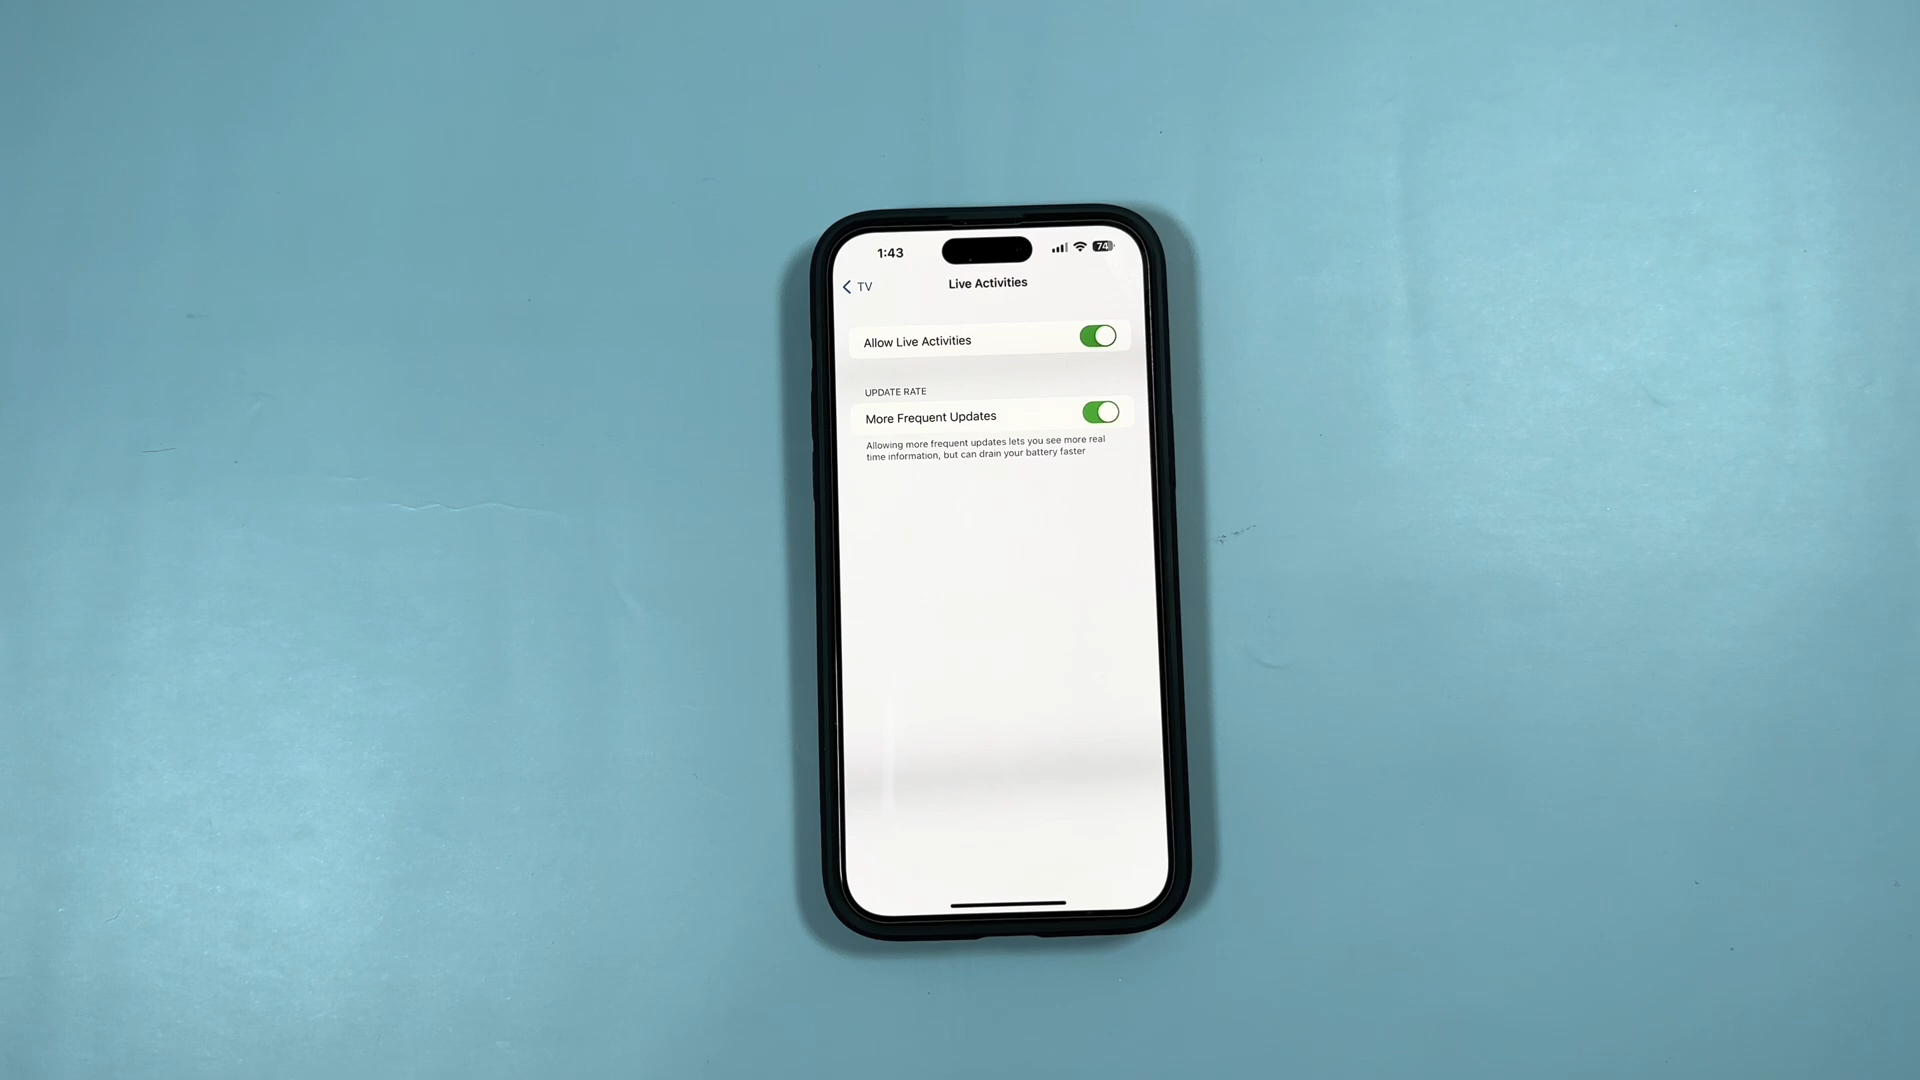 1:43
74
TV
Live Activities
Allow Live Activities
UPDATE RATE
More Frequent Updates
Allowing more frequent updates lets you see more real
time information, but can drain your battery faster